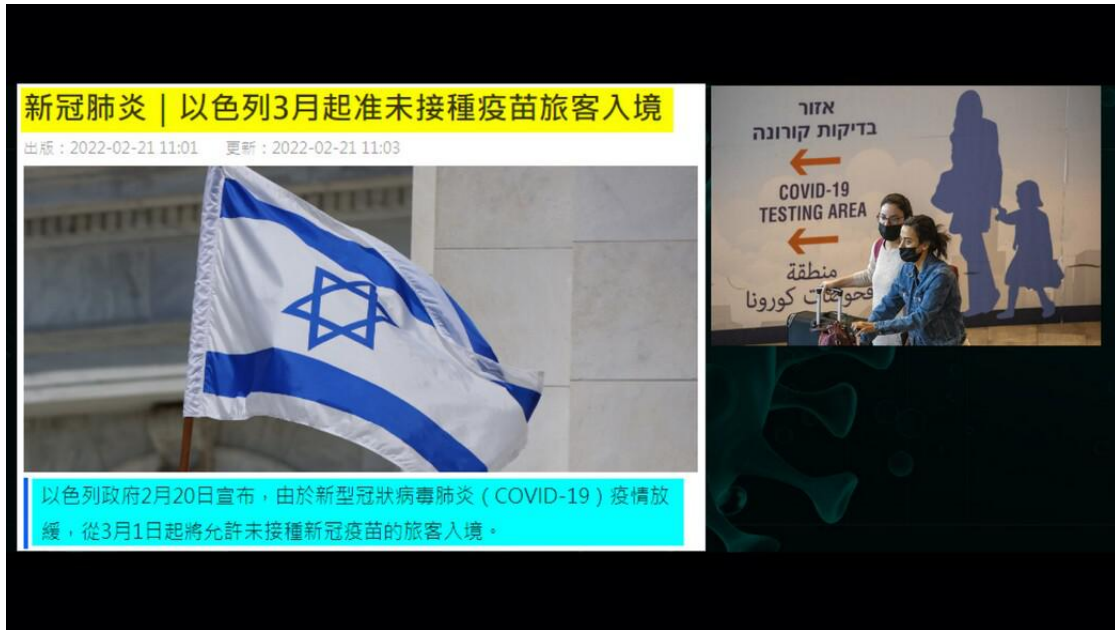 新冠肺炎｜以色列3月起准未接種疫苗旅客入境
出版：2022-02-21 11:01 更新：2022-02-21 11:03
以色列政府2月20日宣布，由於新型冠狀病毒肺炎（COVID-19）疫情放
緩，從3月1日起將允許未接種新冠疫苗的旅客入境。
אזור
בדיקות קורונה
COVID-19
TESTING AREA
منطقة
فحوصات كورونا